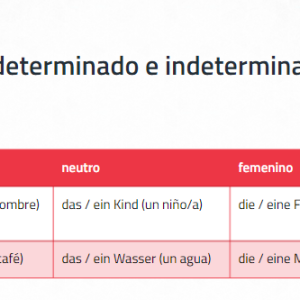 determinado e indetermina
neutro femenino
ombre) das / ein Kind (un niño/a) die / eine F
café) das / ein Wasser (un agua) die / eine M